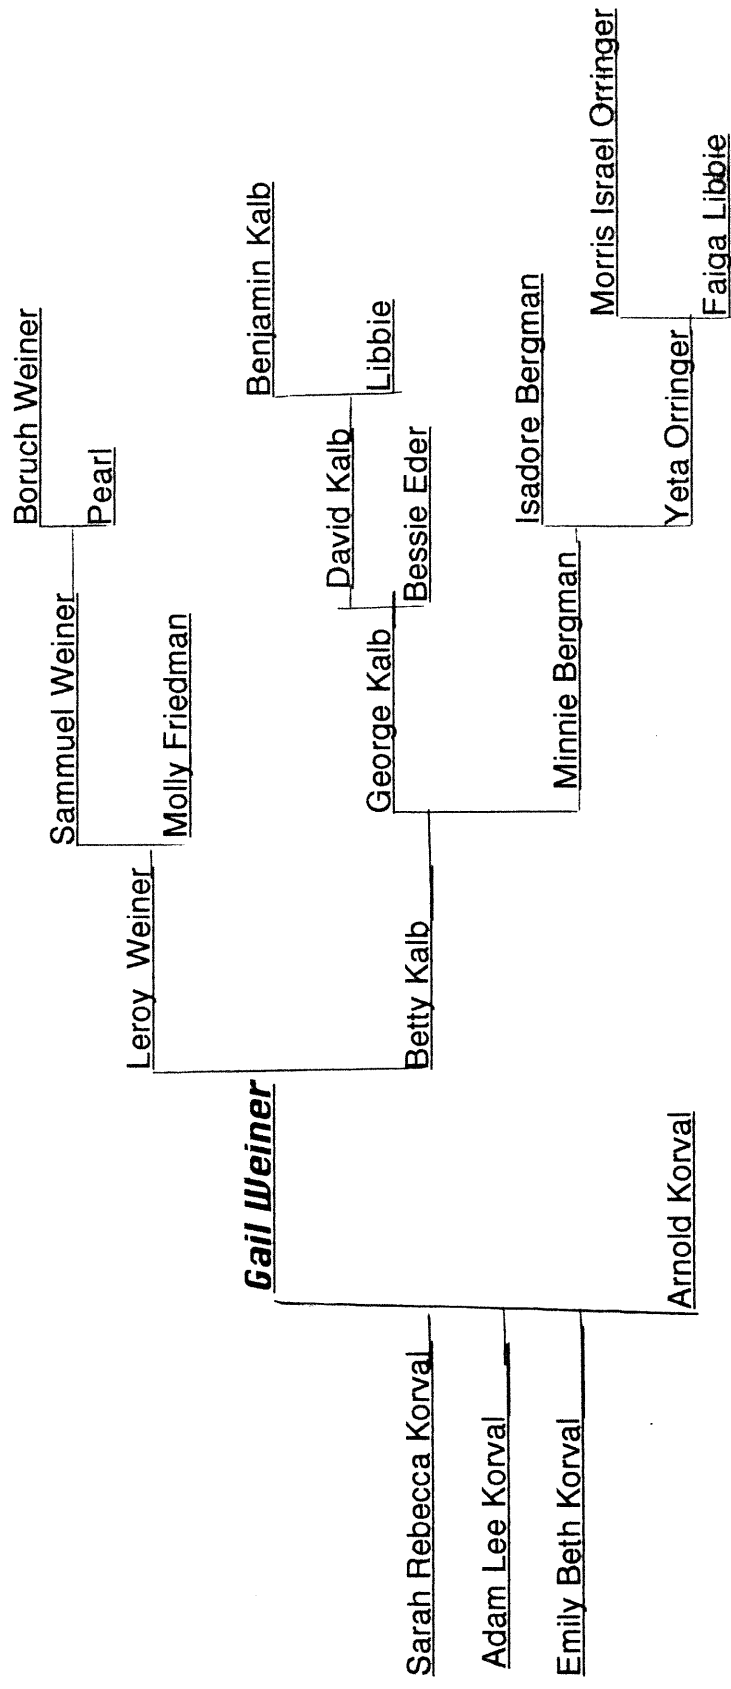 Boruch Weiner
Pearl
Sammuel Weiner
Molly Friedman
Leroy Weiner
Benjamin Kalb
Libbie
David Kalb
Bessie Eder
George Kalb
Betty Kalb
Isadore Bergman
Minnie Bergman
Morris Israel Orringer
Faiga Libbie
Yeta Orringer
Gail Weiner
Arnold Korval
Sarah Rebecca Korval
Adam Lee Korval
Emily Beth Korval